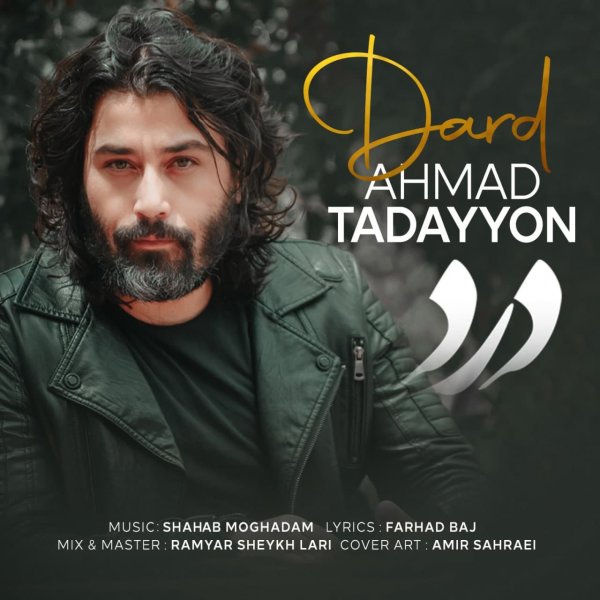 Dard
AHMAD
TADAYYON
درد
MUSIC: SHAHAB MOGHADAM LYRICS : FARHAD BAJ
MIX & MASTER : RAMYAR SHEYKH LARI COVER ART : AMIR SAHRAEI